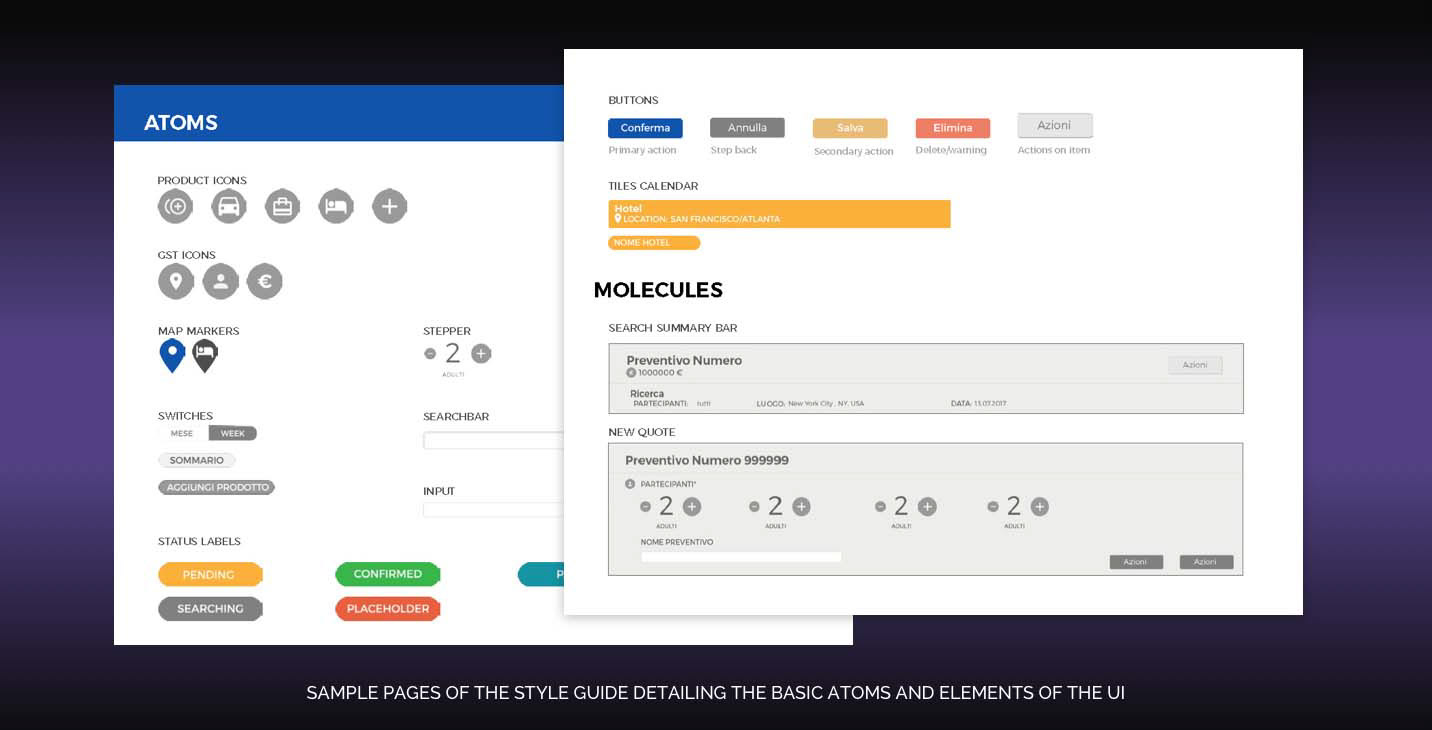 ATOMS
PRODUCT ICONS
GST ICONS
€
MAP MARKERS
STEPPER
2
ADULTI
SWITCHES
MESE WEEK
SOMMARIO
AGGIUNGI PRODOTTO
SEARCHBAR
INPUT
STATUS LABELS
PENDING CONFIRMED P
SEARCHING PLACEHOLDER
BUTTONS
Conferma Annulla Salva Elimina Azioni
Primary action Step back Secondary action Delete/warning Actions on item
TILES CALENDAR
Hotel
LOCATION: SAN FRANCISCO/ATLANTA
NOME HOTEL
MOLECULES
SEARCH SUMMARY BAR
Preventivo Numero
€ 1000000 €
Azioni
Ricerca
PARTECIPANTI: tutti LUOGO: New York City , NY, USA DATA: 13.07.2017
NEW QUOTE
Preventivo Numero 999999
PARTECIPANTI*
2 2 2 2
ADULTI ADULTI ADULTI ADULTI
NOME PREVENTIVO
Azioni Azioni
SAMPLE PAGES OF THE STYLE GUIDE DETAILING THE BASIC ATOMS AND ELEMENTS OF THE UI